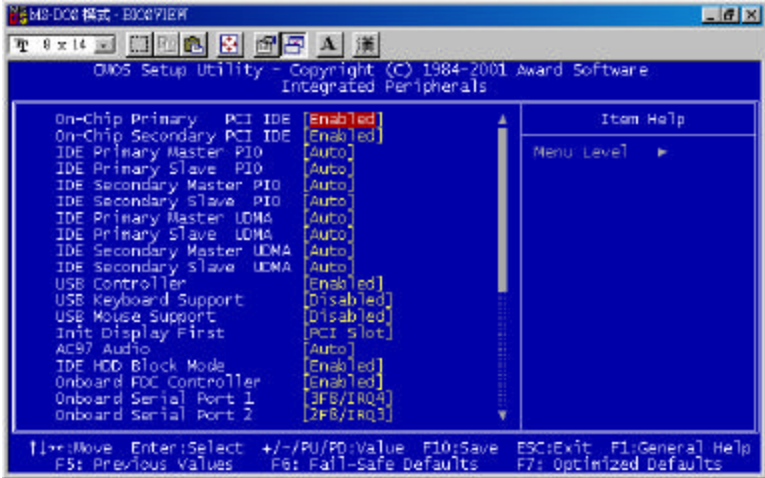 MS-DOS 模式 - BIOSVIEW
8 x 14
A 漢
CMOS Setup Utility - Copyright (C) 1984-2001 Award Software
Integrated Peripherals
On-Chip Primary PCI IDE [Enabled]
On-Chip Secondary PCI IDE [Enabled]
IDE Primary Master PIO [Auto]
IDE Primary Slave PIO [Auto]
IDE Secondary Master PIO [Auto]
IDE Secondary Slave PIO [Auto]
IDE Primary Master UDMA [Auto]
IDE Primary Slave UDMA [Auto]
IDE Secondary Master UDMA [Auto]
IDE Secondary Slave UDMA [Auto]
USB Controller [Enabled]
USB Keyboard Support [Disabled]
USB Mouse Support [Disabled]
Init Display First [PCI Slot]
AC97 Audio [Auto]
IDE HDD Block Mode [Enabled]
Onboard FDC Controller [Enabled]
Onboard Serial Port 1 [3F8/IRQ4]
Onboard Serial Port 2 [2F8/IRQ3]
Item Help
Menu Level ►
↑↓→←:Move Enter:Select +/-/PU/PD:Value F10:Save ESC:Exit F1:General Help
F5: Previous Values F6: Fail-Safe Defaults F7: Optimized Defaults